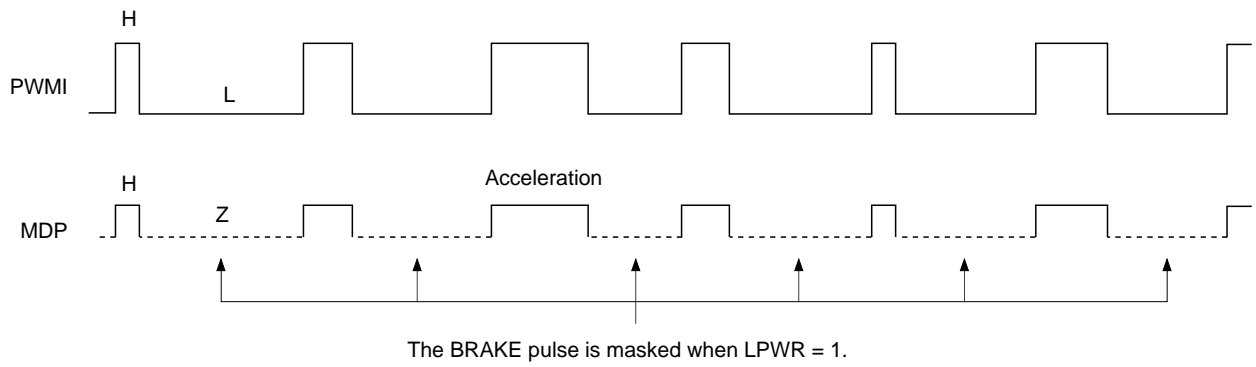 H
PWMI
L
H
Acceleration
Z
MDP
The BRAKE pulse is masked when LPWR = 1.